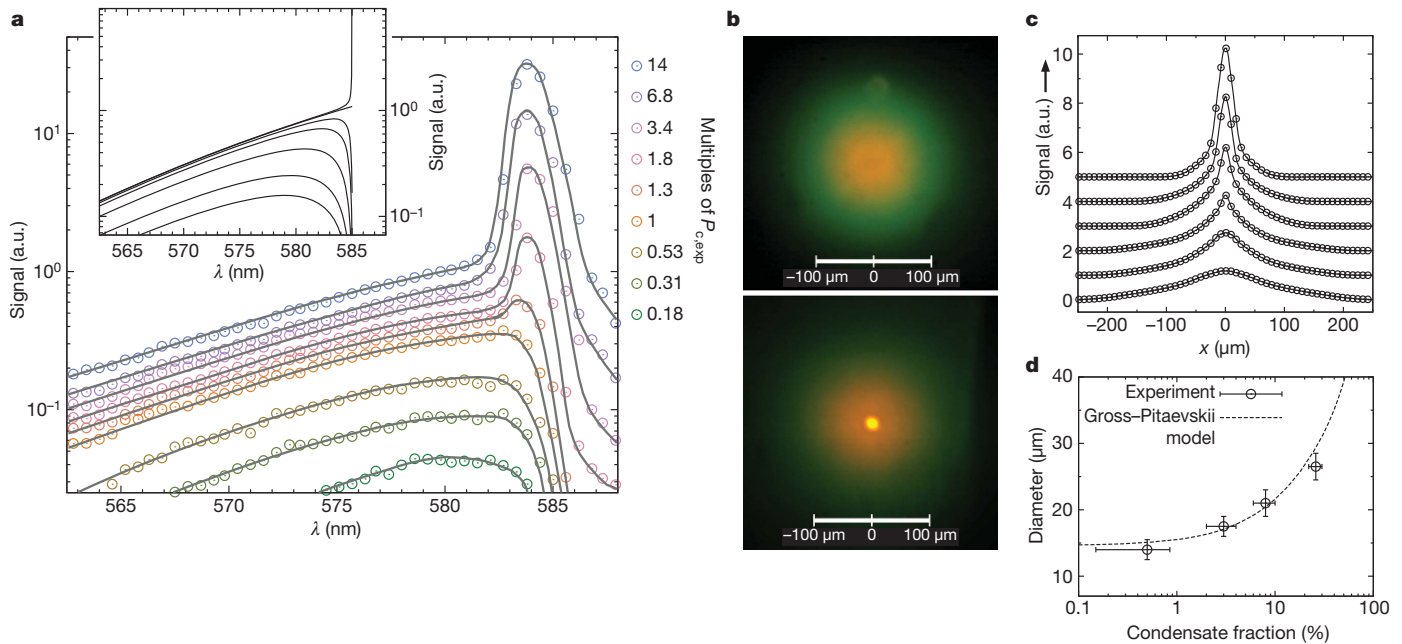 a
Signal (a.u.)
10¹
10⁰
10⁻¹
565
570
575
580
585
λ (nm)
565
570
575
580
585
λ (nm)
Signal (a.u.)
10⁰
10⁻¹
14
6.8
3.4
1.8
1.3
1
0.53
0.31
0.18
Multiples of P_c,exp
b
−100 µm 0 100 µm
−100 µm 0 100 µm
c
Signal (a.u.)
10
8
6
4
2
0
−200 −100 0 100 200
x (µm)
d
Diameter (µm)
40
30
20
10
Experiment
Gross–Pitaevskii
model
0.1 1 10 100
Condensate fraction (%)